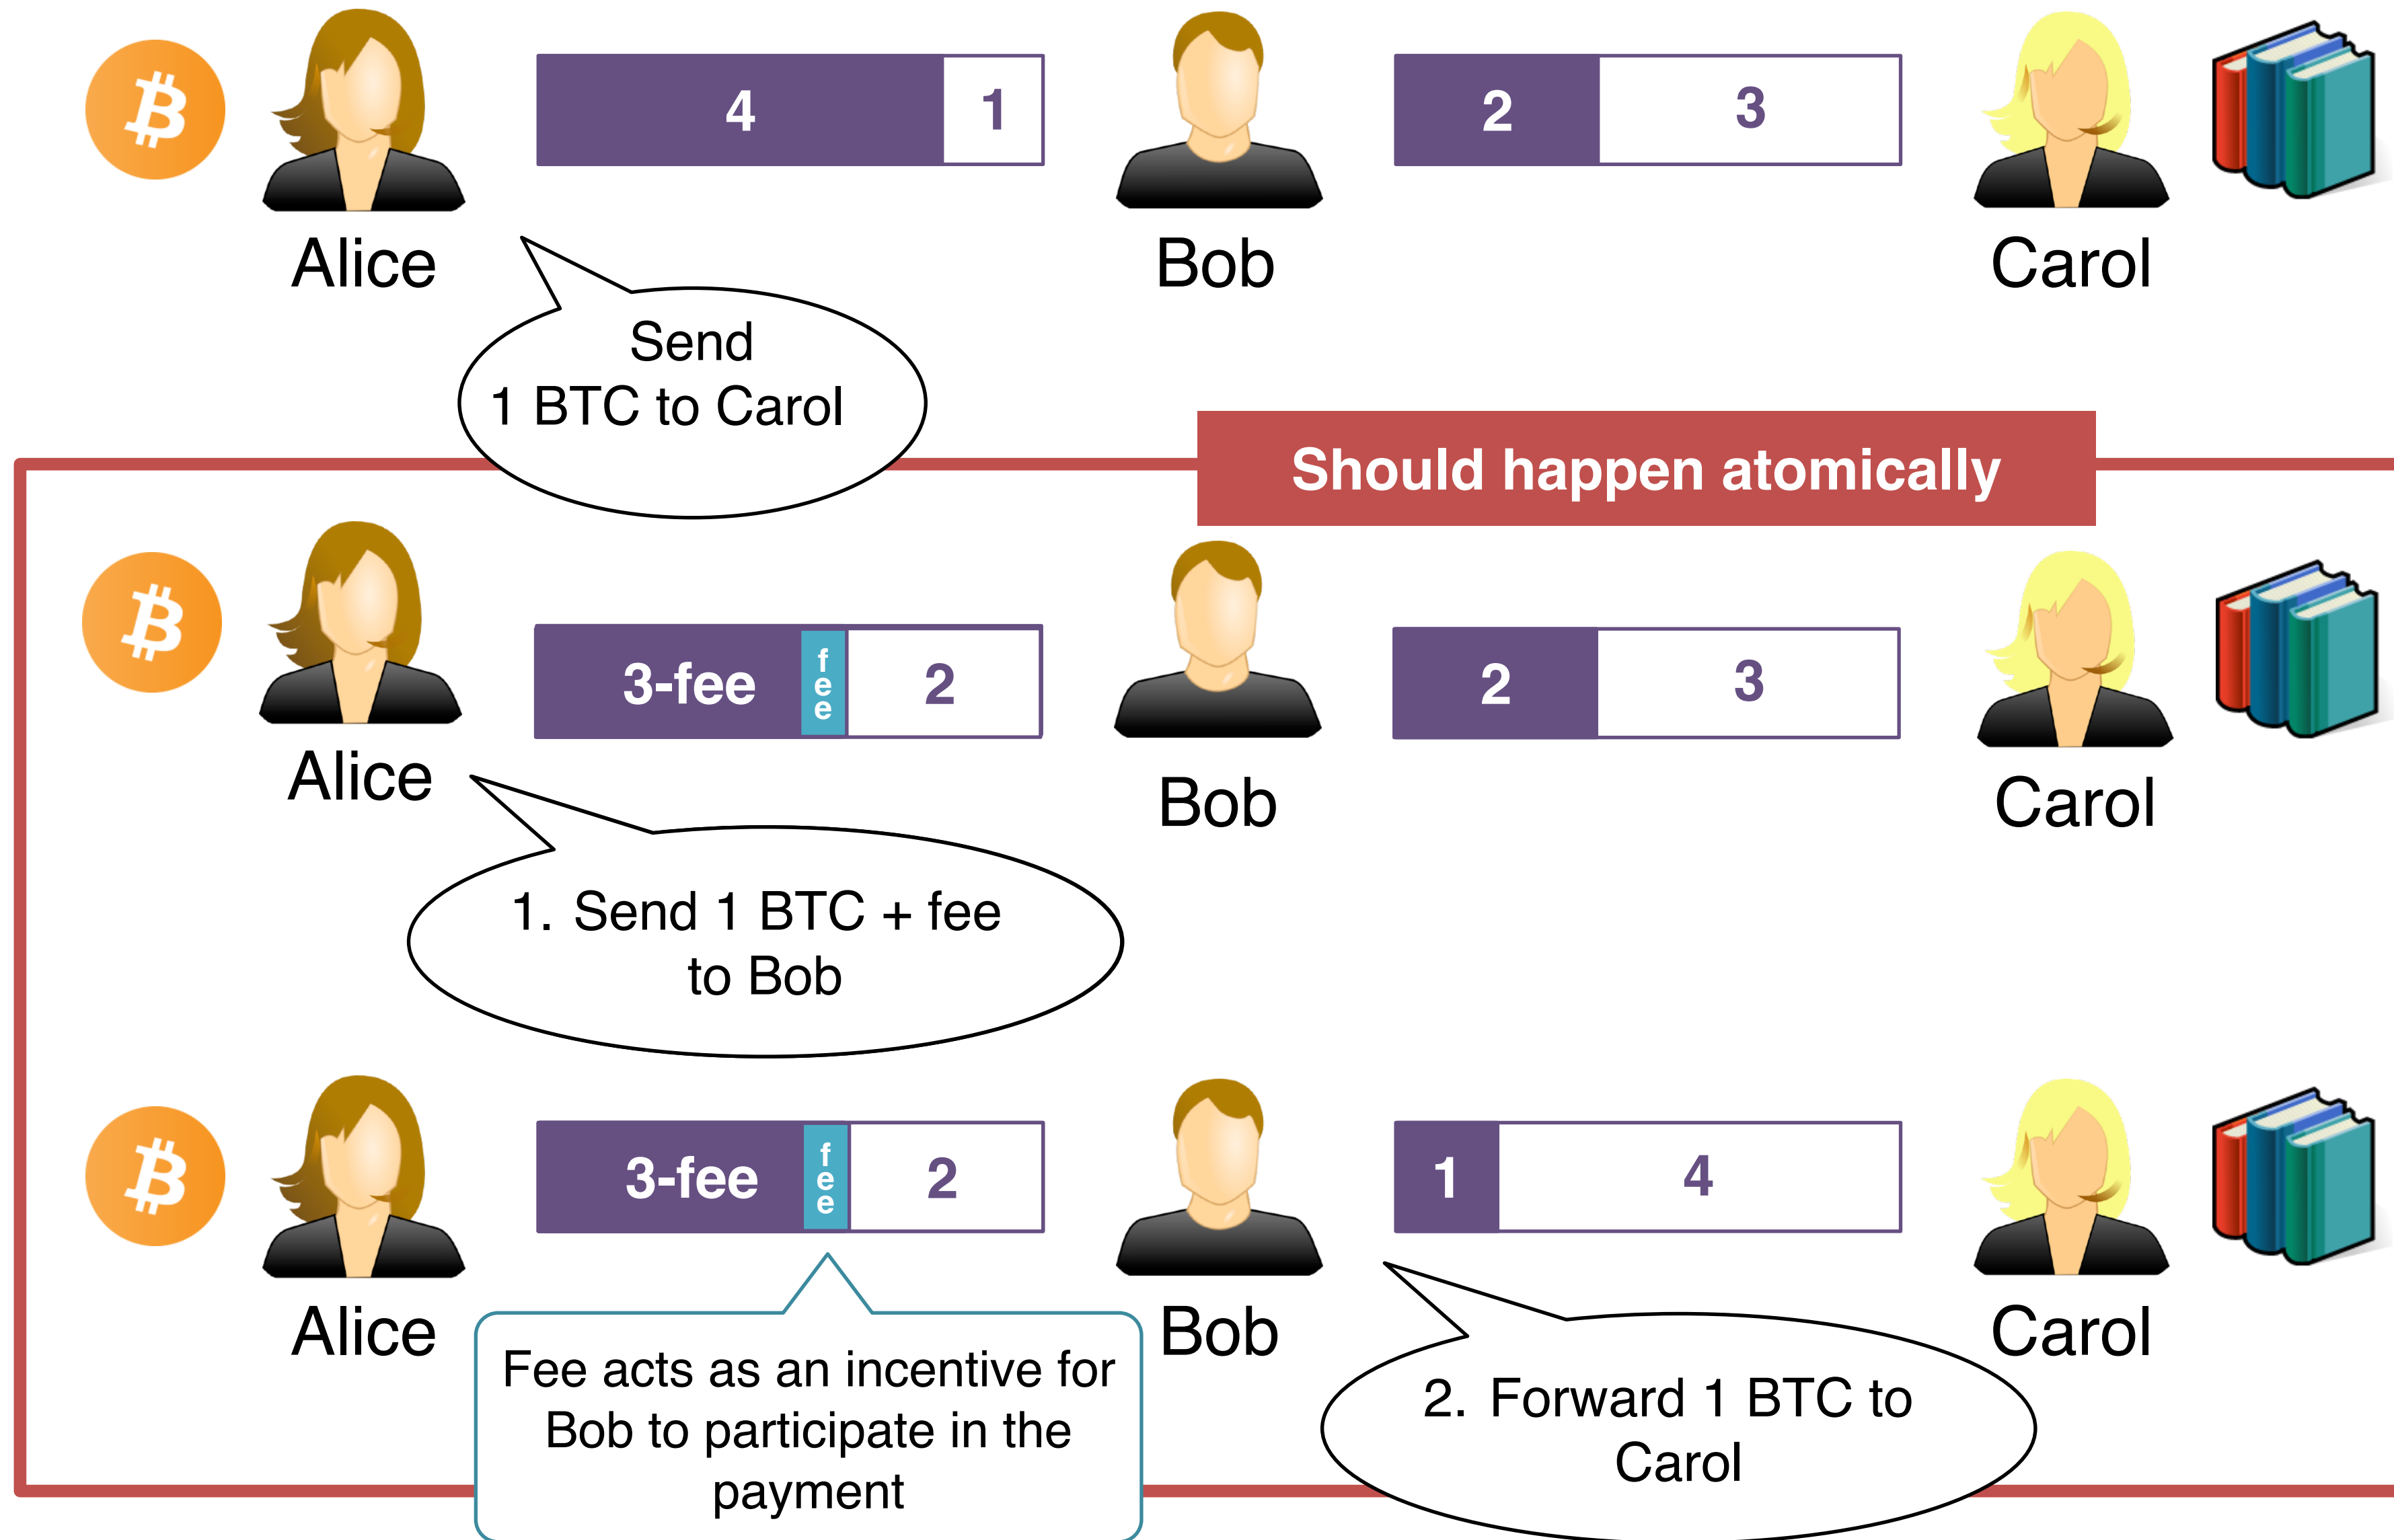 4
1
2
3
Alice
Bob
Carol
Send
1 BTC to Carol
Should happen atomically
3-fee
fee
2
2
3
Alice
Bob
Carol
1. Send 1 BTC + fee
to Bob
3-fee
fee
2
1
4
Alice
Bob
Carol
Fee acts as an incentive for
Bob to participate in the
payment
2. Forward 1 BTC to
Carol